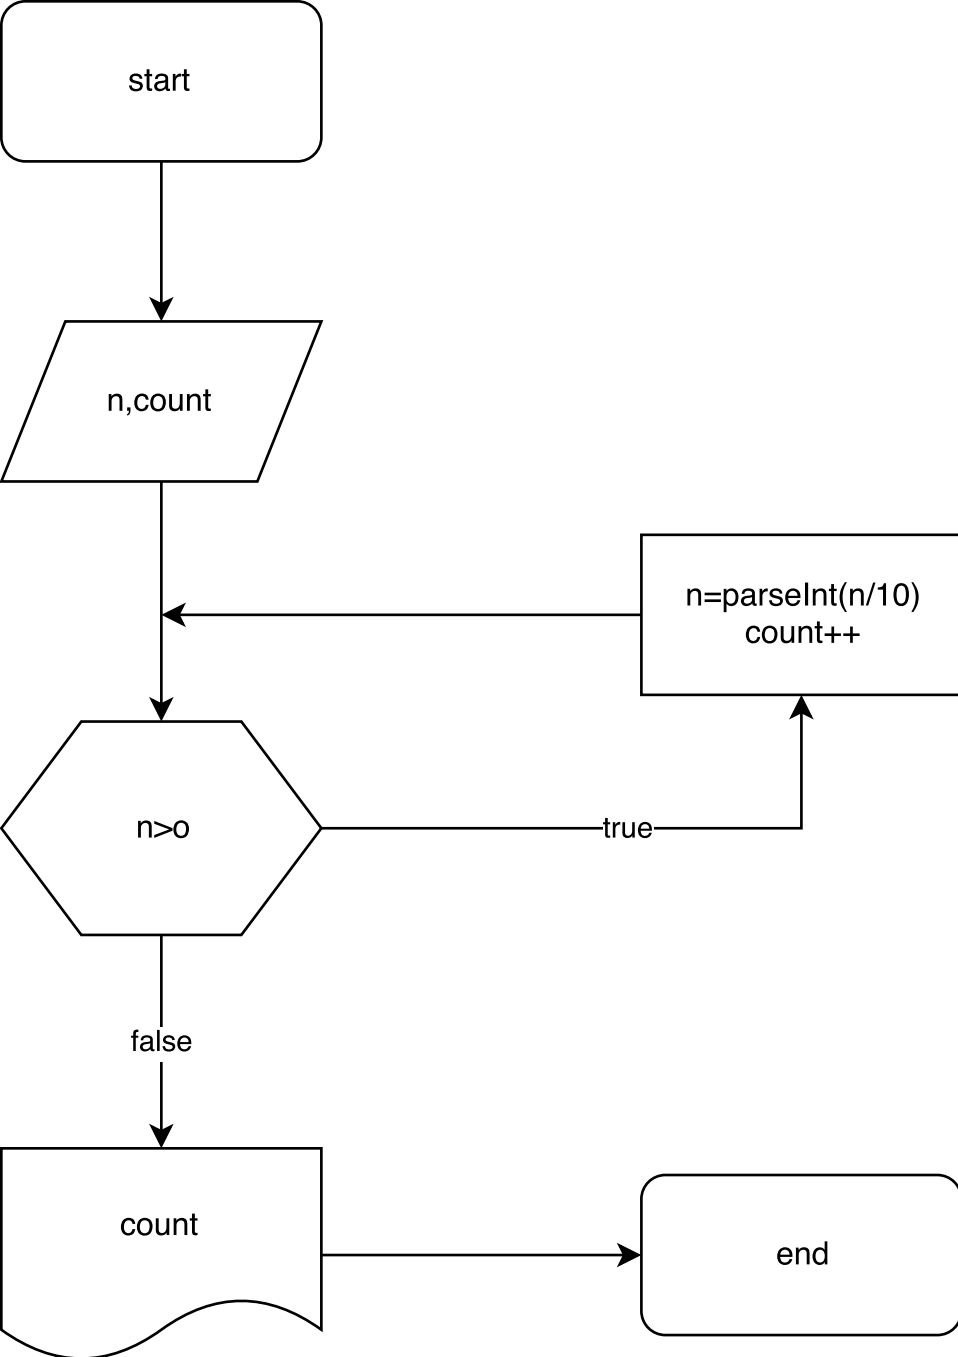 start
n,count
n=parseInt(n/10)
count++
n>o
true
false
count
end